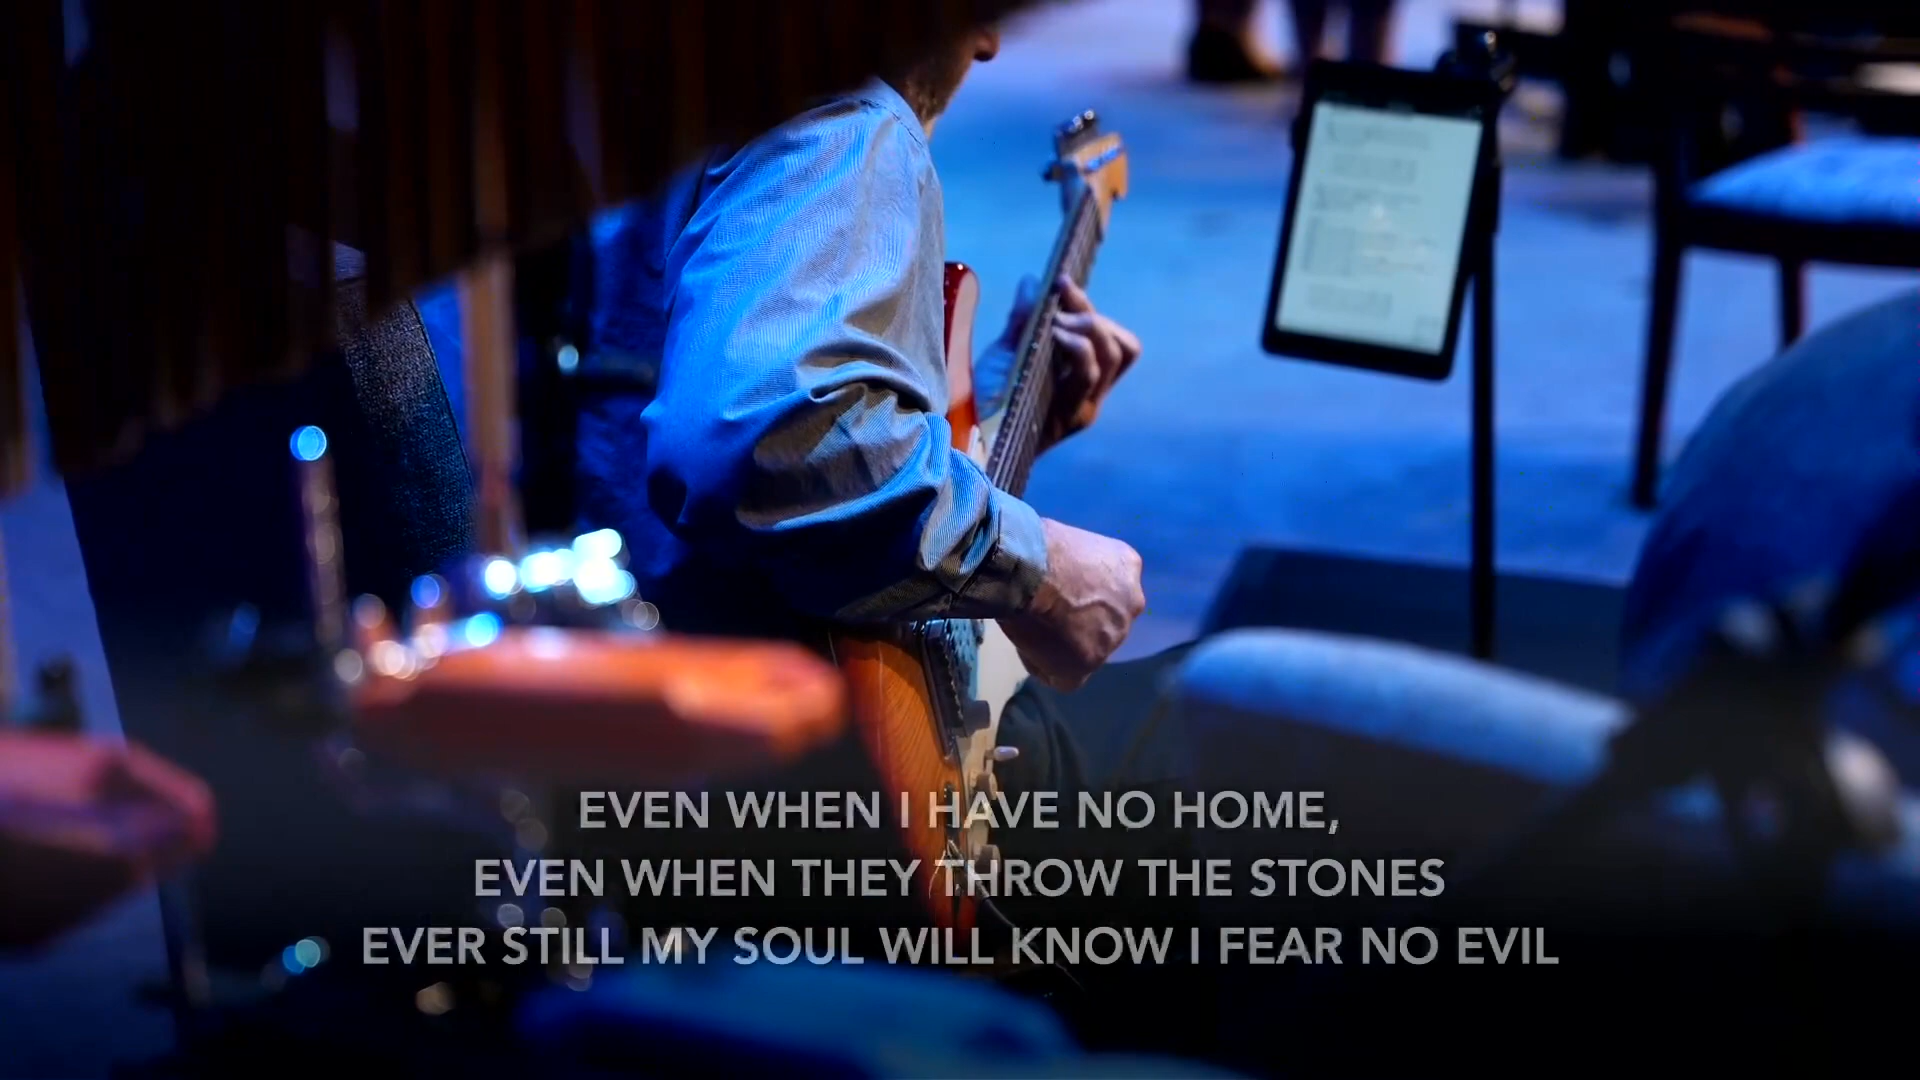 EVEN WHEN I HAVE NO HOME,
EVEN WHEN THEY THROW THE STONES
EVER STILL MY SOUL WILL KNOW I FEAR NO EVIL